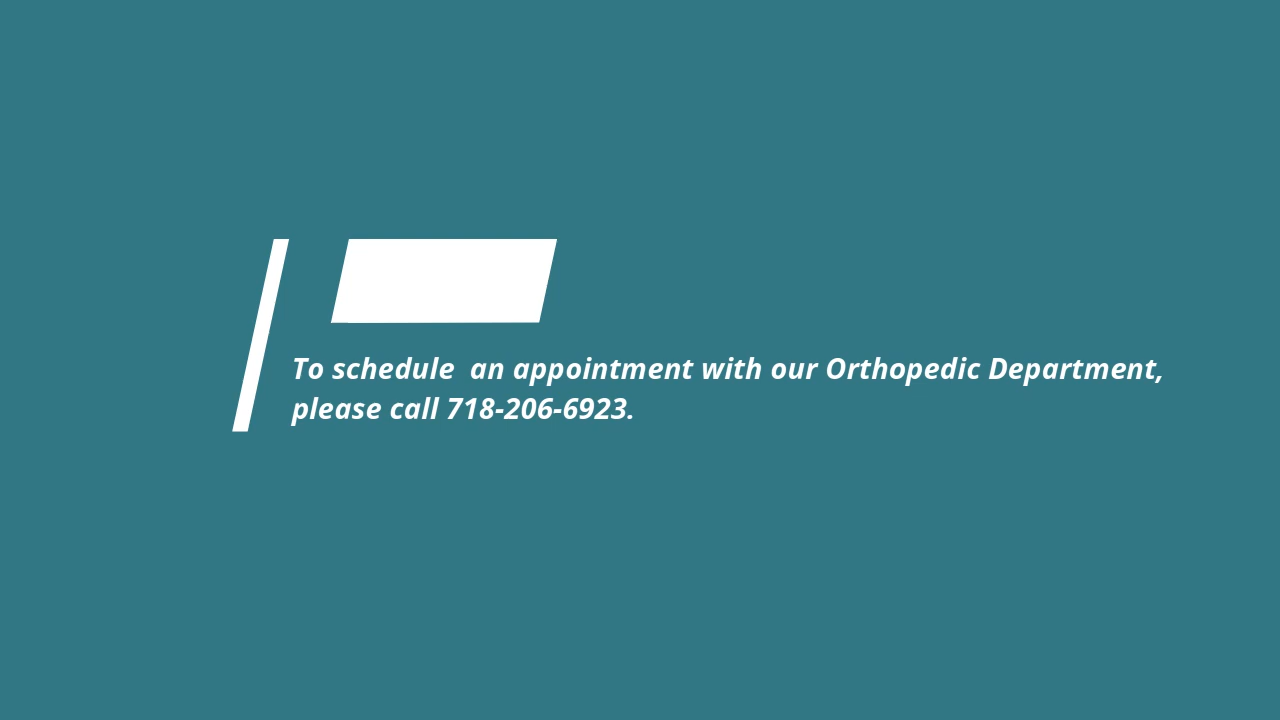 To schedule  an appointment with our Orthopedic Department,
please call 718-206-6923.